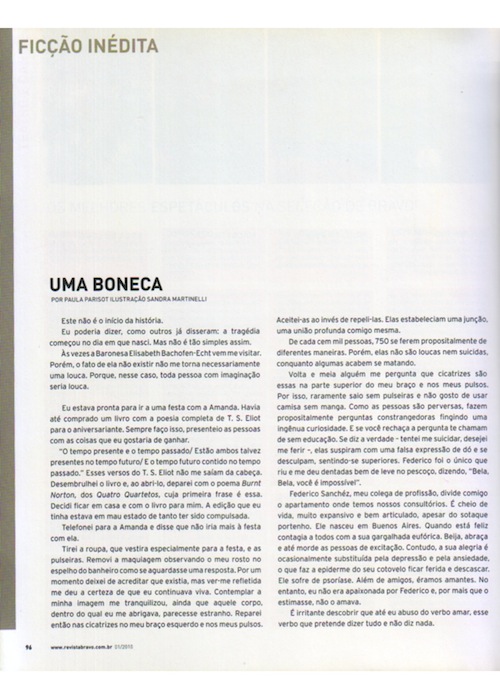 FICÇÃO INÉDITA
UMA BONECA
POR PAULA PARISOT ILUSTRAÇÃO SANDRA MARTINELLI
Este não é o início da história.
Eu poderia dizer, como outros já disseram: a tragédia
começou no dia em que nasci. Mas não é tão simples assim.
Às vezes a Baronesa Elisabeth Bachofen-Echt vem me visitar.
Porém, o fato de ela não existir não me torna necessariamente
uma louca. Porque, nesse caso, toda pessoa com imaginação
seria louca.
Eu estava pronta para ir a uma festa com a Amanda. Havia
até comprado um livro com a poesia completa de T. S. Eliot
para o aniversariante. Sempre faço isso, presenteio as pessoas
com as coisas que eu gostaria de ganhar.
“O tempo presente e o tempo passado/ Estão ambos talvez
presentes no tempo futuro/ E o tempo futuro contido no tempo
passado.” Esses versos do T. S. Eliot não me saíam da cabeça.
Desembrulhei o livro e, ao abri-lo, deparei com o poema Burnt
Norton, dos Quatro Quartetos, cuja primeira frase é essa.
Decidi ficar em casa e com o livro para mim. A edição que eu
tinha estava em mau estado de tanto ter sido compulsada.
Telefonei para a Amanda e disse que não iria mais à festa
com ela.
Tirei a roupa, que vestira especialmente para a festa, e as
pulseiras. Removi a maquiagem observando o meu rosto no
espelho do banheiro como se aguardasse uma resposta. Por um
momento deixei de acreditar que existia, mas ver-me refletida
me deu a certeza de que eu continuava viva. Contemplar a
minha imagem me tranquilizou, ainda que aquele corpo,
dentro do qual eu me abrigava, parecesse estranho. Reparei
então nas cicatrizes no meu braço esquerdo e nos meus pulsos.
Aceitei-as ao invés de repeli-las. Elas estabeleciam uma junção,
uma união profunda comigo mesma.
De cada cem mil pessoas, 750 se ferem propositalmente de
diferentes maneiras. Porém, elas não são loucas nem suicidas,
conquanto algumas acabem se matando.
Volta e meia alguém me pergunta que cicatrizes são
essas na parte superior do meu braço e nos meus pulsos.
Por isso, raramente saio sem pulseiras e não gosto de usar
camisa sem manga. Como as pessoas são perversas, fazem
propositalmente perguntas constrangedoras fingindo uma
ingênua curiosidade. E se você rechaça a pergunta te chamam
de sem educação. Se diz a verdade - tentei me suicidar, desejei
me ferir -, elas suspiram com uma falsa expressão de dó e se
desculpam, sentindo-se superiores. Federico foi o único que
riu e me deu dentadas bem de leve no pescoço, dizendo, “Bela,
Bela, você é impossível”.
Federico Sanchéz, meu colega de profissão, divide comigo
o apartamento onde temos nossos consultórios. É cheio de
vida, muito expansivo e bem articulado, apesar do sotaque
portenho. Ele nasceu em Buenos Aires. Quando está feliz
contagia a todos com a sua gargalhada eufórica. Beija, abraça
e até morde as pessoas de excitação. Contudo, a sua alegria é
ocasionalmente substituída pela depressão e pela ansiedade,
o que faz a epiderme do seu cotovelo ficar ferida e descascar.
Ele sofre de psoríase. Além de amigos, éramos amantes. No
entanto, eu não era apaixonada por Federico e, por mais que o
estimasse, não o amava.
É irritante descobrir que até eu abuso do verbo amar, esse
verbo que pretende dizer tudo e não diz nada.
96 www.revistabravo.com.br 01/2010